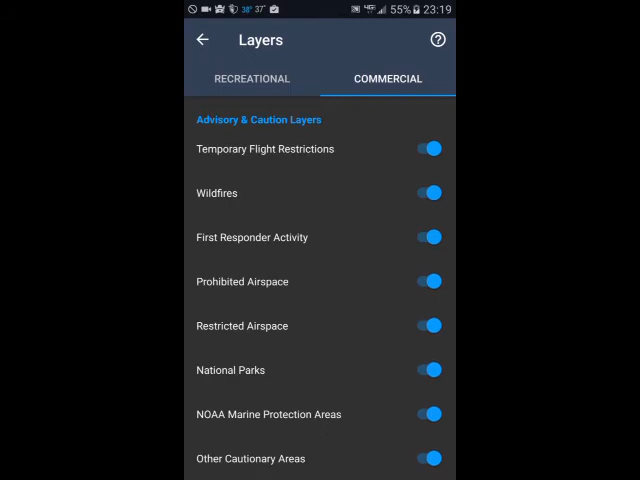 38° 37° 4G 55% 23:19
Layers
RECREATIONAL COMMERCIAL
Advisory & Caution Layers
Temporary Flight Restrictions
Wildfires
First Responder Activity
Prohibited Airspace
Restricted Airspace
National Parks
NOAA Marine Protection Areas
Other Cautionary Areas